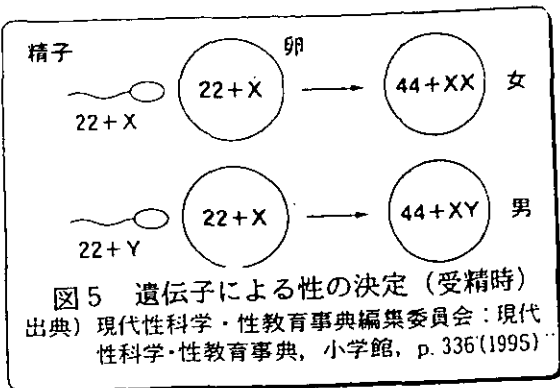 精子
卵
22+X
22+X
44+XX 女
22+Y
22+X
44+XY 男
図5 遺伝子による性の決定(受精時)
出典)現代性科学・性教育事典編集委員会:現代
性科学・性教育事典,小学館,p.336(1995)